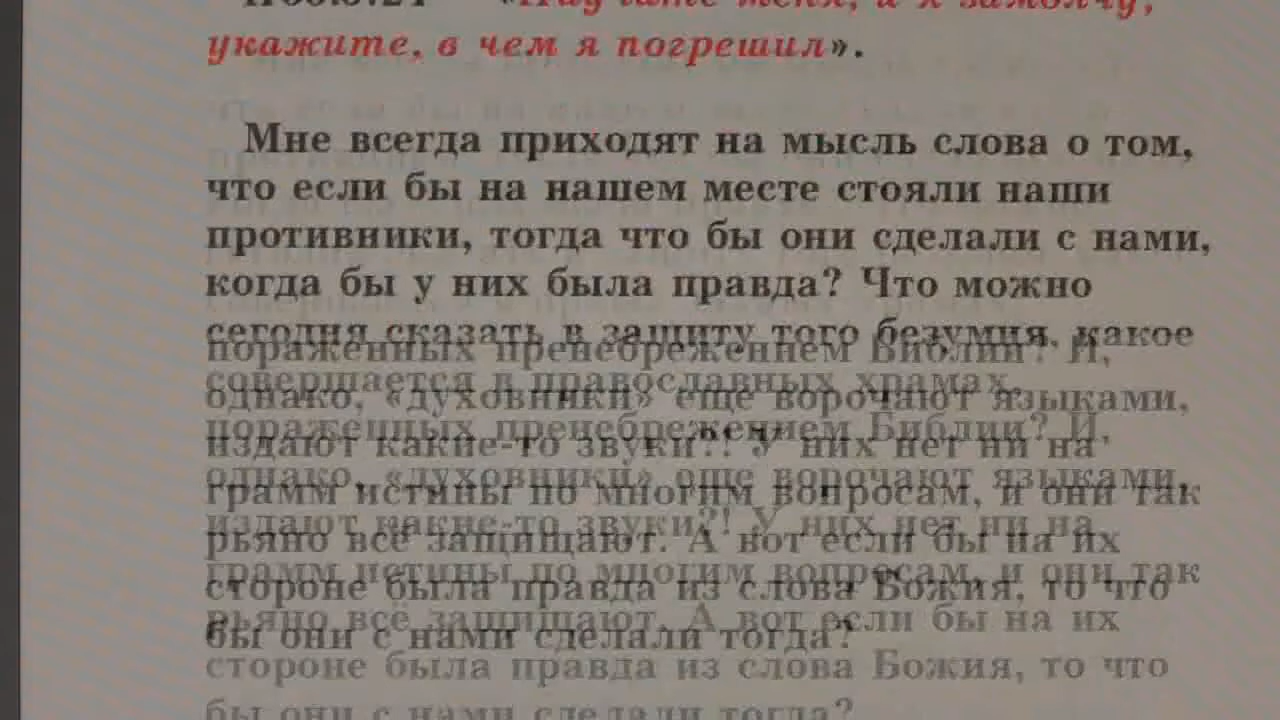 «Научите меня, а я замолчу;
укажите, в чем я погрешил».
Мне всегда приходят на мысль слова о том,
что если бы на нашем месте стояли наши
противники, тогда что бы они сделали с нами,
когда бы у них была правда? Что можно
сегодня сказать в защиту того безумия, какое
совершается в православных храмах,
поражённых пренебрежением Библии? И,
однако, «духовники» еще ворочают языками,
издают какие-то звуки?! У них нет ни на
грамм истины по многим вопросам, и они так
рьяно всё защищают. А вот если бы на их
стороне была правда из слова Божия, то что
бы они с нами сделали тогда?